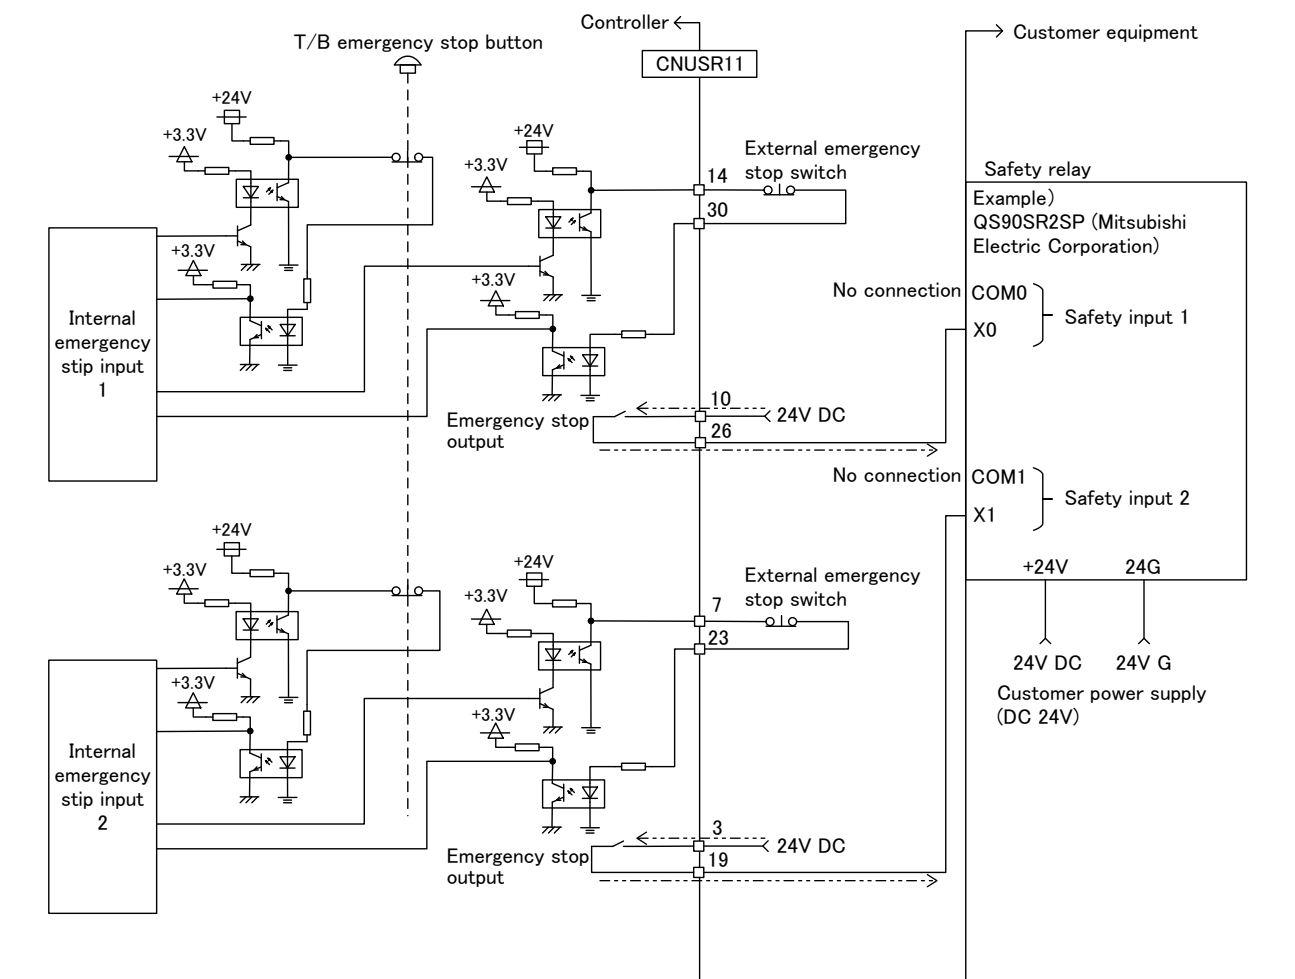 Controller
CNUSR11
Customer equipment
T/B emergency stop button
+24V
+3.3V
+3.3V
+24V
+3.3V
+3.3V
14
30
External emergency
stop switch
Safety relay
Example)
QS90SR2SP (Mitsubishi
Electric Corporation)
No connection
COM0
X0
Safety input 1
Internal
emergency
stip input
1
Emergency stop
output
10
24V DC
26
No connection
COM1
X1
Safety input 2
+24V
24G
24V DC
24V G
Customer power supply
(DC 24V)
+24V
+3.3V
+3.3V
+24V
+3.3V
+3.3V
7
23
External emergency
stop switch
Internal
emergency
stip input
2
Emergency stop
output
3
24V DC
19